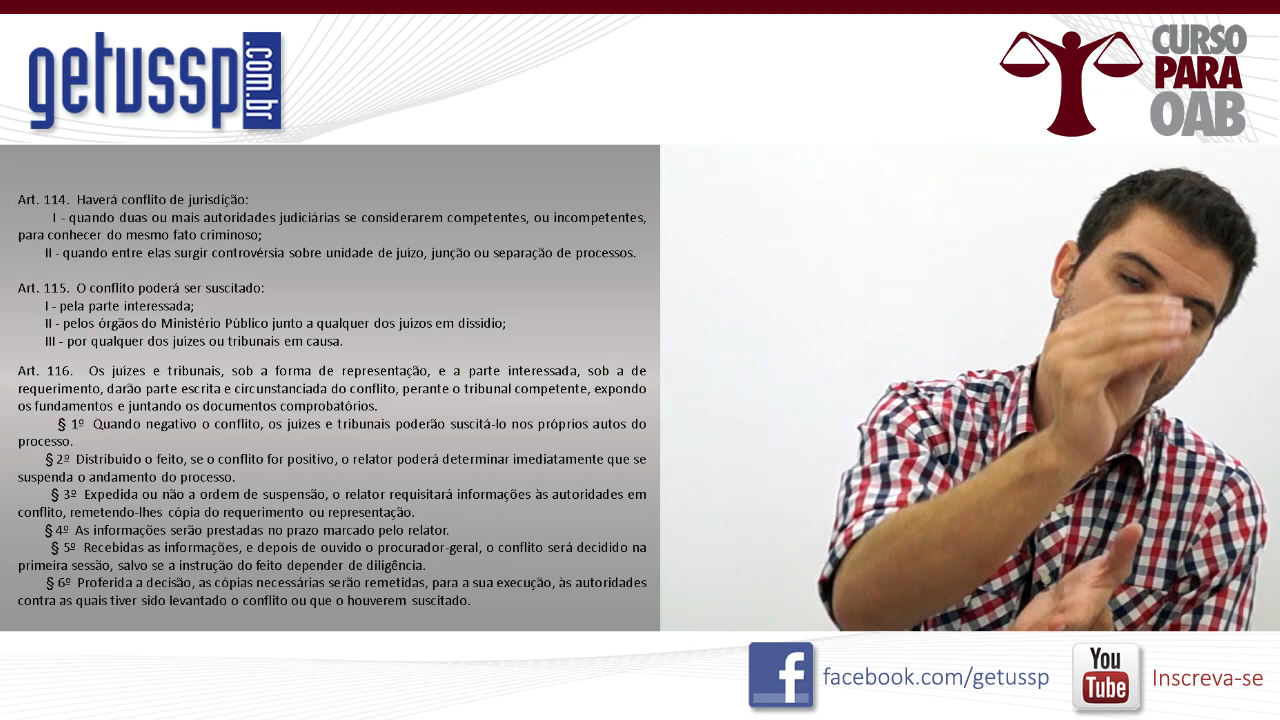 getussp.com.br
CURSO
PARA
OAB
Art. 114. Haverá conflito de jurisdição:
I - quando duas ou mais autoridades judiciárias se considerarem competentes, ou incompetentes,
para conhecer do mesmo fato criminoso;
II - quando entre elas surgir controvérsia sobre unidade de juízo, junção ou separação de processos.
Art. 115. O conflito poderá ser suscitado:
I - pela parte interessada;
II - pelos órgãos do Ministério Público junto a qualquer dos juízos em dissídio;
III - por qualquer dos juízes ou tribunais em causa.
Art. 116. Os juízes e tribunais, sob a forma de representação, e a parte interessada, sob a de
requerimento, darão parte escrita e circunstanciada do conflito, perante o tribunal competente, expondo
os fundamentos e juntando os documentos comprobatórios.
§ 1º Quando negativo o conflito, os juízes e tribunais poderão suscitá-lo nos próprios autos do
processo.
§ 2º Distribuído o feito, se o conflito for positivo, o relator poderá determinar imediatamente que se
suspenda o andamento do processo.
§ 3º Expedida ou não a ordem de suspensão, o relator requisitará informações às autoridades em
conflito, remetendo-lhes cópia do requerimento ou representação.
§ 4º As informações serão prestadas no prazo marcado pelo relator.
§ 5º Recebidas as informações, e depois de ouvido o procurador-geral, o conflito será decidido na
primeira sessão, salvo se a instrução do feito depender de diligência.
§ 6º Proferida a decisão, as cópias necessárias serão remetidas, para a sua execução, às autoridades
contra as quais tiver sido levantado o conflito ou que o houverem suscitado.
f facebook.com/getussp
You
Tube
Inscreva-se